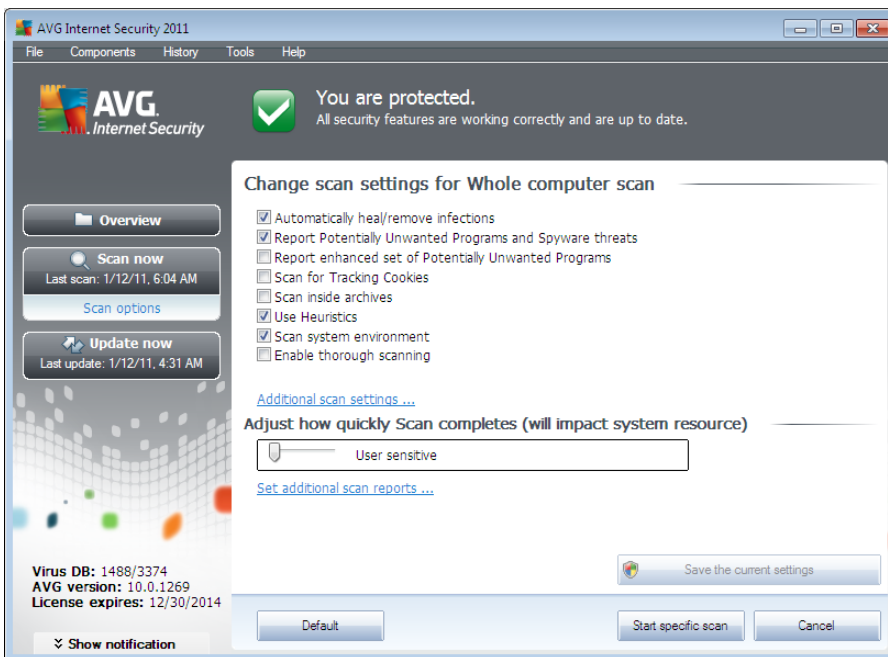 AVG Internet Security 2011
File Components History Tools Help
AVG.
Internet Security
You are protected.
All security features are working correctly and are up to date.
Overview
Scan now
Last scan: 1/12/11, 6:04 AM
Scan options
Update now
Last update: 1/12/11, 4:31 AM
Virus DB: 1488/3374
AVG version: 10.0.1269
License expires: 12/30/2014
Show notification
Change scan settings for Whole computer scan
Automatically heal/remove infections
Report Potentially Unwanted Programs and Spyware threats
Report enhanced set of Potentially Unwanted Programs
Scan for Tracking Cookies
Scan inside archives
Use Heuristics
Scan system environment
Enable thorough scanning
Additional scan settings ...
Adjust how quickly Scan completes (will impact system resource)
User sensitive
Set additional scan reports ...
Save the current settings
Default
Start specific scan
Cancel